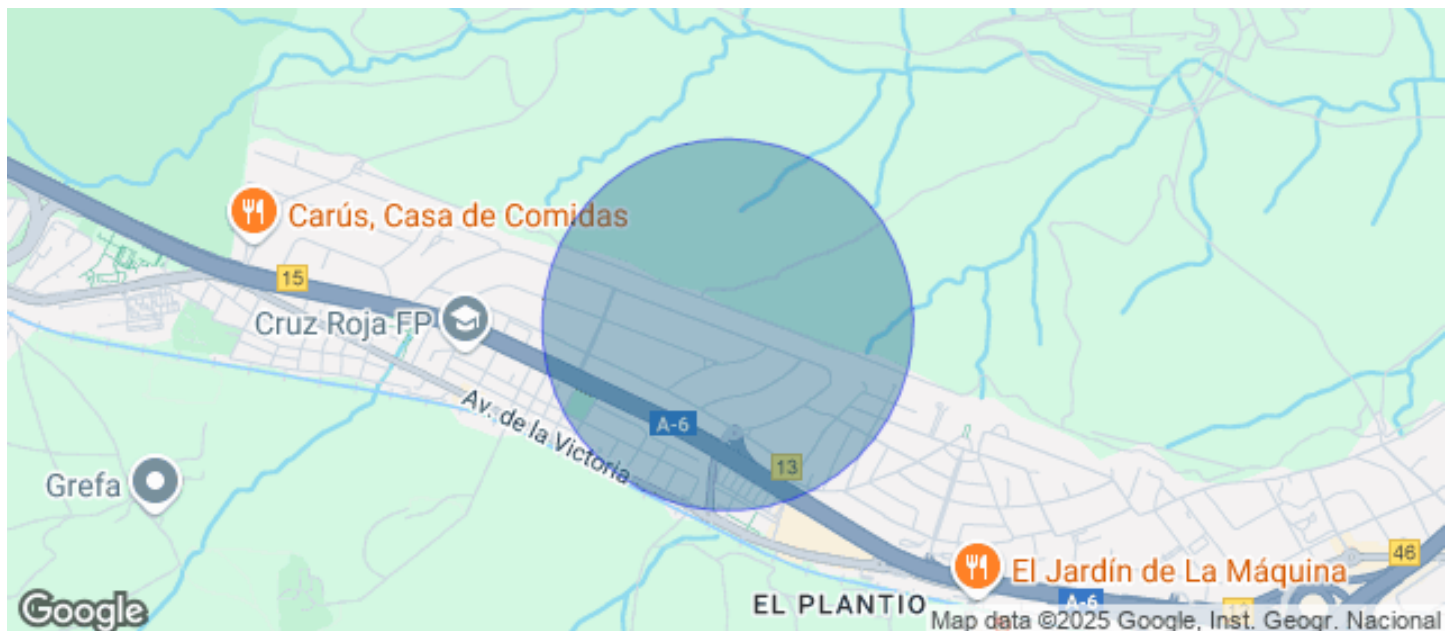 Carús, Casa de Comidas
15
Cruz Roja FP
Av. de la Victoria
A-6
13
Grefa
46
El Jardín de La Máquina
A-6
EL PLANTIO
Google
Map data ©2025 Google, Inst. Geogr. Nacional